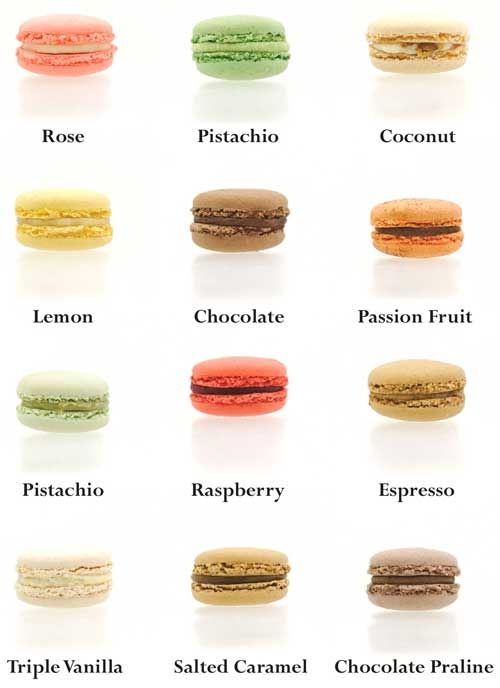 Rose
Pistachio
Coconut
Lemon
Chocolate
Passion Fruit
Pistachio
Raspberry
Espresso
Triple Vanilla
Salted Caramel
Chocolate Praline